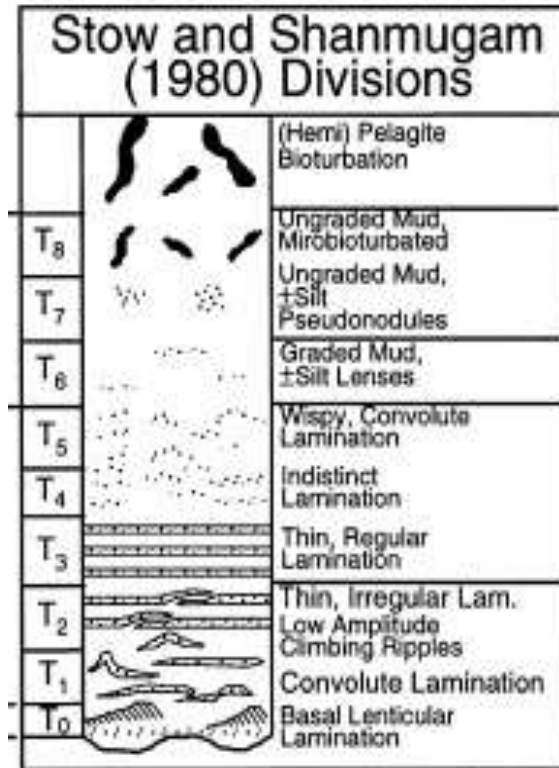 Stow and Shanmugam
(1980) Divisions
(Hemi) Pelagite
Bioturbation
T8
Ungraded Mud,
Mirobioturbated
T7
Ungraded Mud,
±Silt
Pseudonodules
T6
Graded Mud,
±Silt Lenses
T5
Wispy, Convolute
Lamination
T4
Indistinct
Lamination
T3
Thin, Regular
Lamination
T2
Thin, Irregular Lam.
Low Amplitude
Climbing Ripples
T1
Convolute Lamination
T0
Basal Lenticular
Lamination